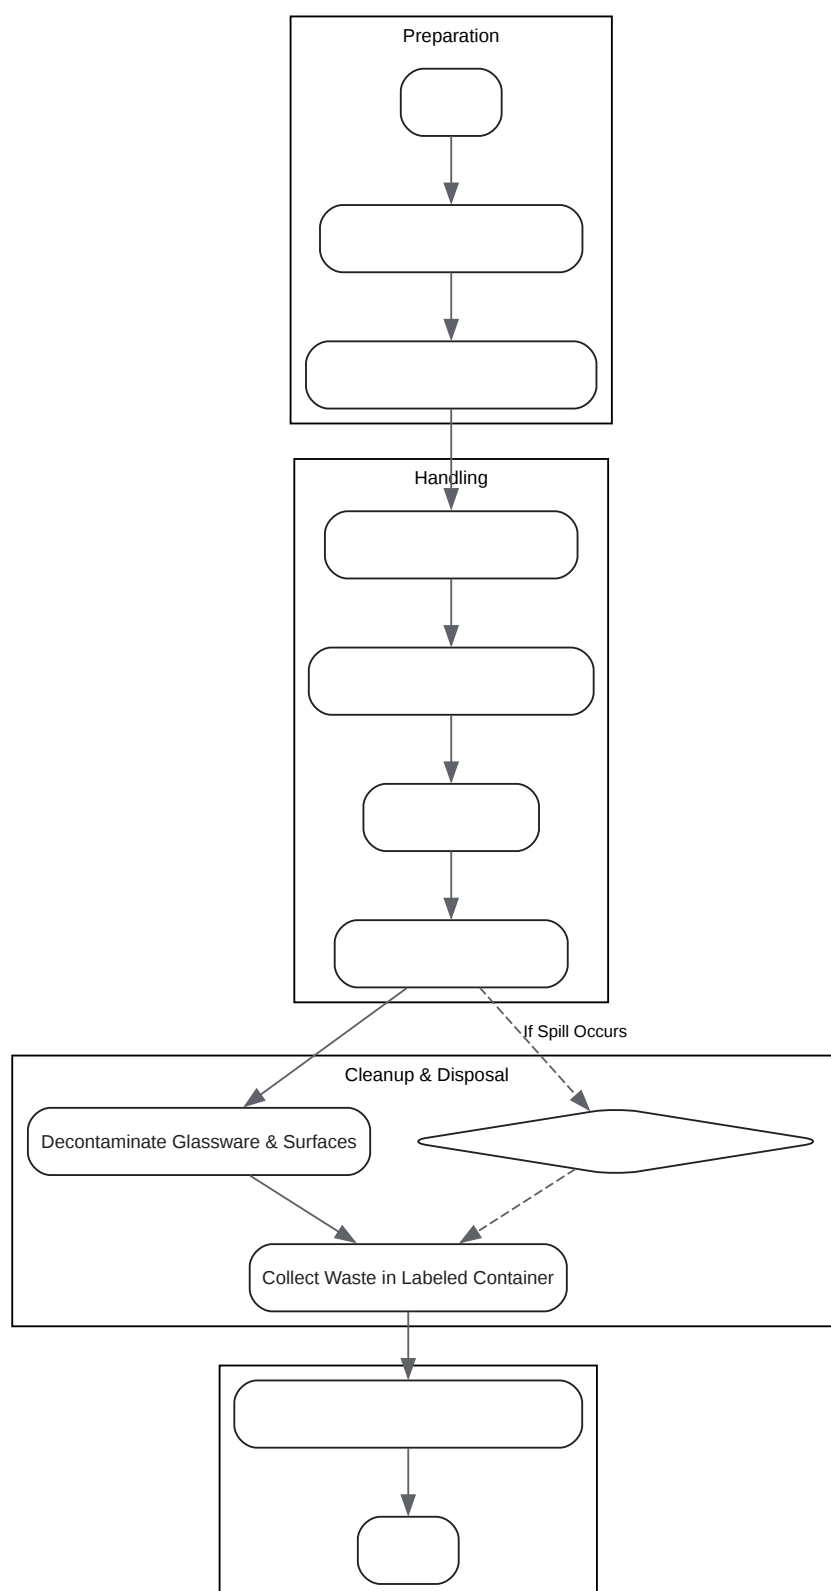 Preparation
Handling
If Spill Occurs
Cleanup & Disposal
Decontaminate Glassware & Surfaces
Collect Waste in Labeled Container